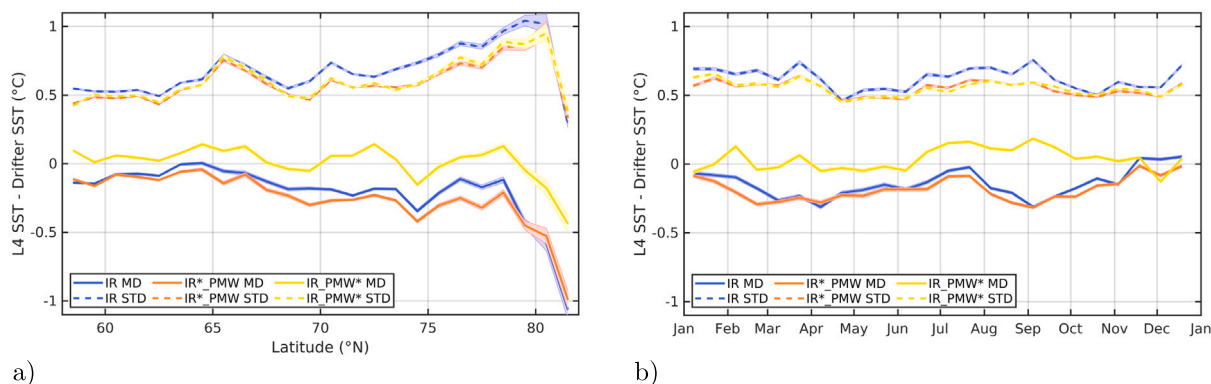 L4 SST - Drifter SST (°C)
1
0.5
0
-0.5
-1
IR MD IR*_PMW MD IR_PMW* MD
IR STD IR*_PMW STD IR_PMW* STD
60 65 70 75 80
Latitude (°N)
a)
L4 SST - Drifter SST (°C)
1
0.5
0
-0.5
-1
IR MD IR*_PMW MD IR_PMW* MD
IR STD IR*_PMW STD IR_PMW* STD
Jan Feb Mar Apr May Jun Jul Aug Sep Oct Nov Dec Jan
b)